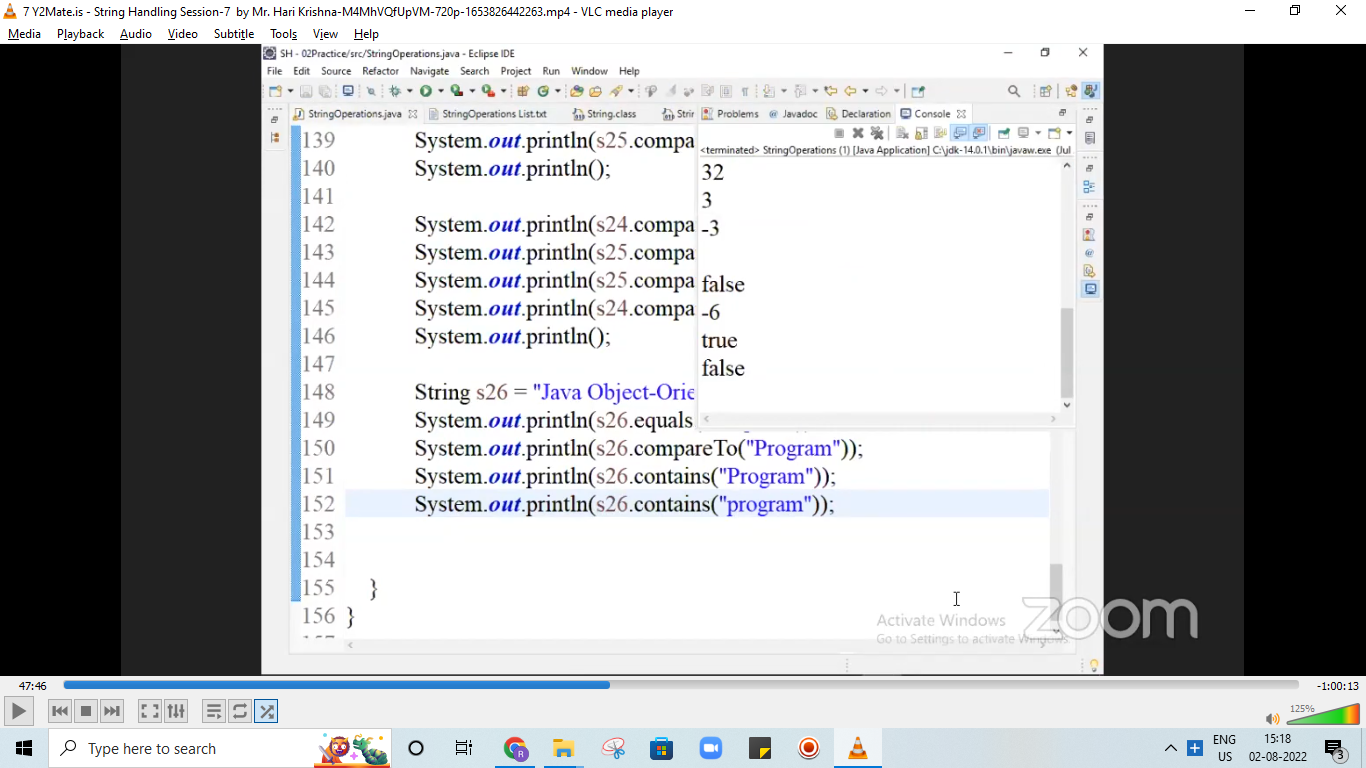 7 Y2Mate.is - String Handling Session-7 by Mr. Hari Krishna-M4MhVQfUpVM-720p-1653826442263.mp4 - VLC media player
Media Playback Audio Video Subtitle Tools View Help
SH - 02Practice/src/StringOperations.java - Eclipse IDE
File Edit Source Refactor Navigate Search Project Run Window Help
StringOperations.java StringOperations List.txt String.class Stri Problems Javadoc Declaration Console
<terminated> StringOperations (1) [Java Application] C:\jdk-14.0.1\bin\javaw.exe (Jul
32
3
-3
false
-6
true
false
139 System.out.println(s25.compa
140 System.out.println();
141
142 System.out.println(s24.compa
143 System.out.println(s25.compa
144 System.out.println(s25.compa
145 System.out.println(s24.compa
146 System.out.println();
147
148 String s26 = "Java Object-Orie
149 System.out.println(s26.equals
150 System.out.println(s26.compareTo("Program"));
151 System.out.println(s26.contains("Program"));
152 System.out.println(s26.contains("program"));
153
154
155 }
156 }
Activate Windows
Go to Settings to activate Windows.
zoom
47:46 -1:00:13
125%
Type here to search
ENG 15:18
US 02-08-2022 3